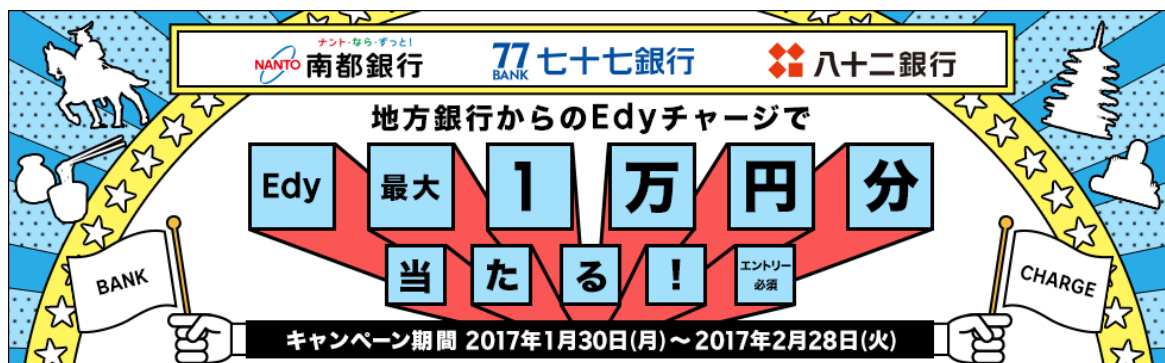 ナント・なら・ずっと!
NANTO 南都銀行
77 BANK 七十七銀行
八十二銀行
地方銀行からのEdyチャージで
Edy 最大 1万円分
当たる! エントリー必須
BANK
CHARGE
キャンペーン期間 2017年1月30日(月)~2017年2月28日(火)